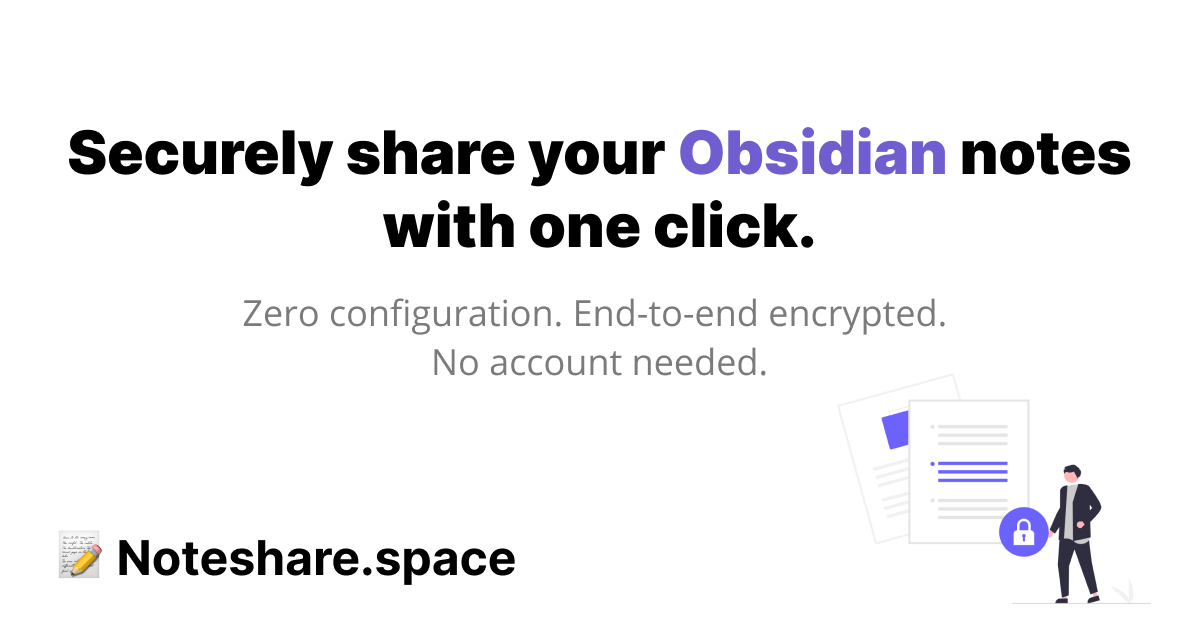 Securely share your Obsidian notes
with one click.
Zero configuration. End-to-end encrypted.
No account needed.
Noteshare.space